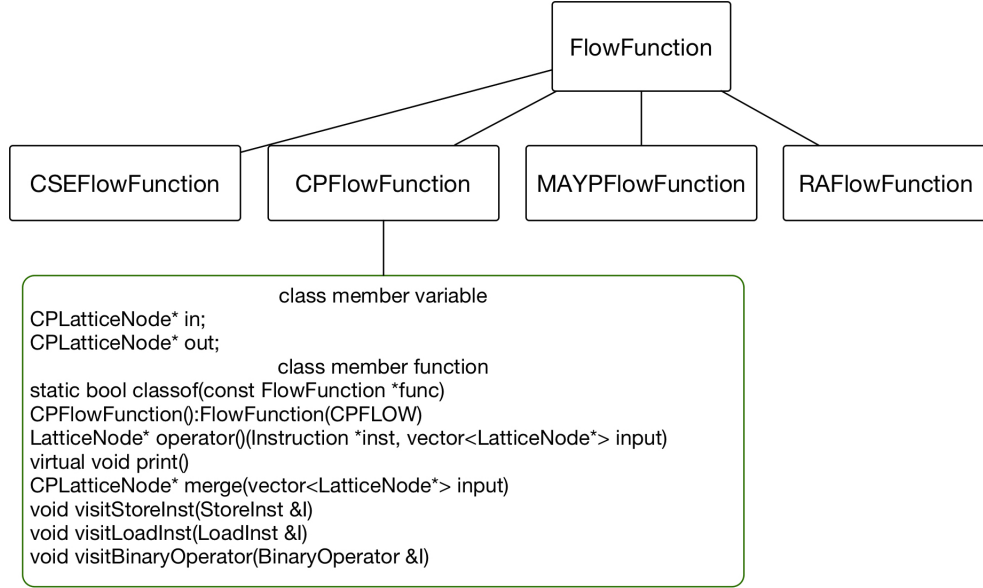 FlowFunction
CSEFlowFunction
CPFlowFunction
MAYPFlowFunction
RAFlowFunction
class member variable
CPLatticeNode* in;
CPLatticeNode* out;
class member function
static bool classof(const FlowFunction *func)
CPFlowFunction():FlowFunction(CPFLOW)
LatticeNode* operator()(Instruction *inst, vector<LatticeNode*> input)
virtual void print()
CPLatticeNode* merge(vector<LatticeNode*> input)
void visitStoreInst(StoreInst &I)
void visitLoadInst(LoadInst &I)
void visitBinaryOperator(BinaryOperator &I)